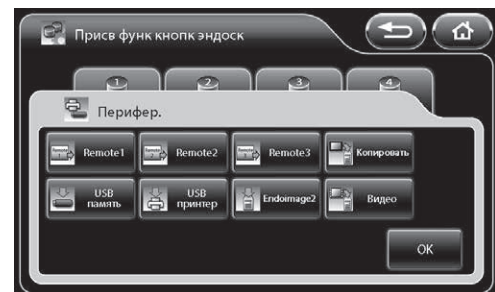 Присв функ кнопк эндоск
1 2 3 4
Перифер.
Remote1 Remote2 Remote3 Копировать
USB память USB принтер Endoimage2 Видео
OK